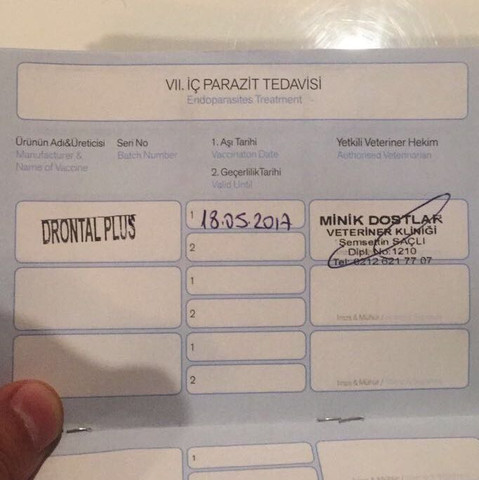 VII. İÇ PARAZİT TEDAVİSİ
Endoparasites Treatment
Ürünün Adı&Üreticisi Seri No 1. Aşı Tarihi Yetkili Veteriner Hekim
Manufacturer & Batch Number Vaccination Date Authorised Veterinarian
Name of Vaccine
2. GeçerlilikTarihi
Valid Until
DRONTAL PLUS
1 18.05.2017
2
MİNİK DOSTLAR
VETERİNER KLİNİĞİ
Şemsettin SAÇLI
Dipl. No:1210
Tel: 0212 621 77 07
1
2
İmza & Mühür /
1
2
İmza & Mühür /
1